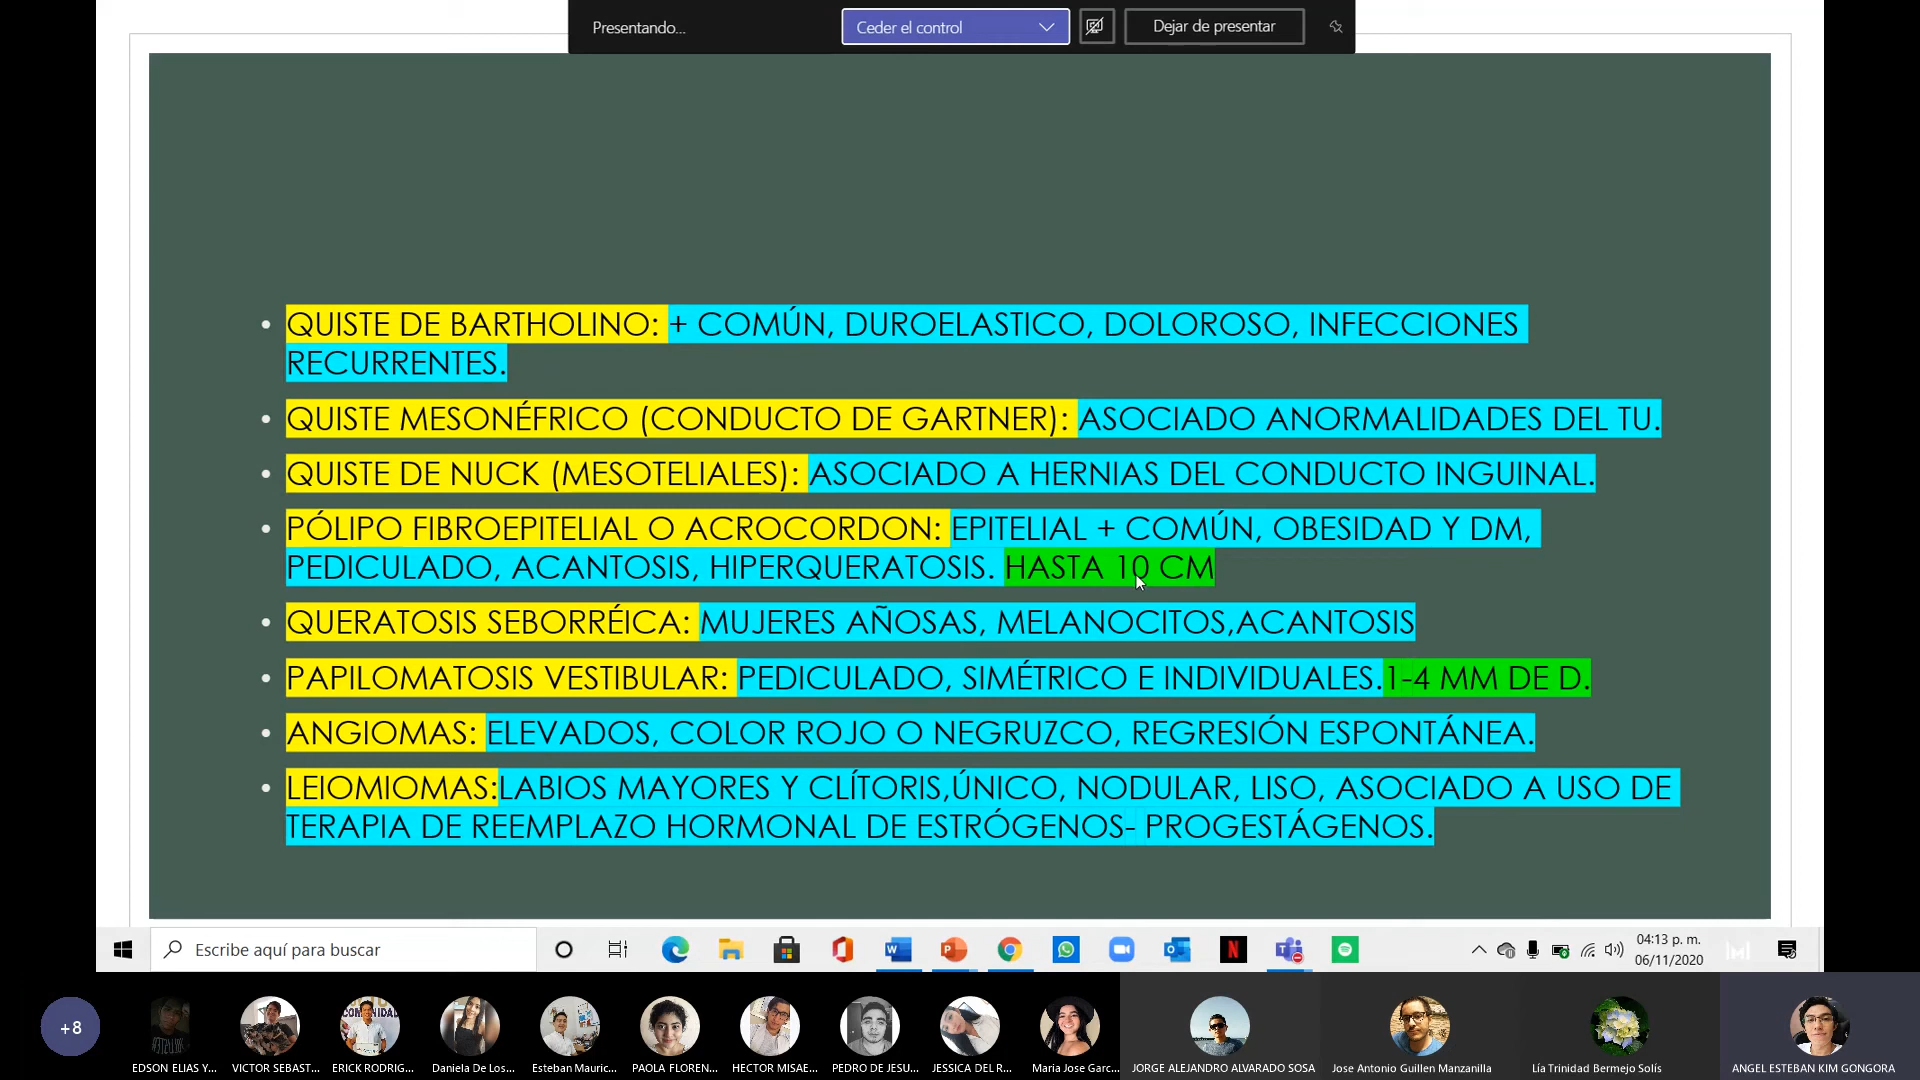 Presentando...
Ceder el control
Dejar de presentar
• QUISTE DE BARTHOLINO: + COMÚN, DUROELASTICO, DOLOROSO, INFECCIONES
RECURRENTES.
• QUISTE MESONÉFRICO (CONDUCTO DE GARTNER): ASOCIADO ANORMALIDADES DEL TU.
• QUISTE DE NUCK (MESOTELIALES): ASOCIADO A HERNIAS DEL CONDUCTO INGUINAL.
• PÓLIPO FIBROEPITELIAL O ACROCORDON: EPITELIAL + COMÚN, OBESIDAD Y DM,
PEDICULADO, ACANTOSIS, HIPERQUERATOSIS. HASTA 10 CM
• QUERATOSIS SEBORRÉICA: MUJERES AÑOSAS, MELANOCITOS,ACANTOSIS
• PAPILOMATOSIS VESTIBULAR: PEDICULADO, SIMÉTRICO E INDIVIDUALES.1-4 MM DE D.
• ANGIOMAS: ELEVADOS, COLOR ROJO O NEGRUZCO, REGRESIÓN ESPONTÁNEA.
• LEIOMIOMAS:LABIOS MAYORES Y CLÍTORIS,ÚNICO, NODULAR, LISO, ASOCIADO A USO DE
TERAPIA DE REEMPLAZO HORMONAL DE ESTRÓGENOS- PROGESTÁGENOS.
Escribe aquí para buscar
04:13 p. m.
06/11/2020
+8
EDSON ELIAS Y...
VICTOR SEBAST...
ERICK RODRIG...
Daniela De Los...
Esteban Mauric...
PAOLA FLOREN...
HECTOR MISAE...
PEDRO DE JESU...
JESSICA DEL R...
Maria Jose Garc...
JORGE ALEJANDRO ALVARADO SOSA
Jose Antonio Guillen Manzanilla
Lía Trinidad Bermejo Solís
ANGEL ESTEBAN KIM GONGORA